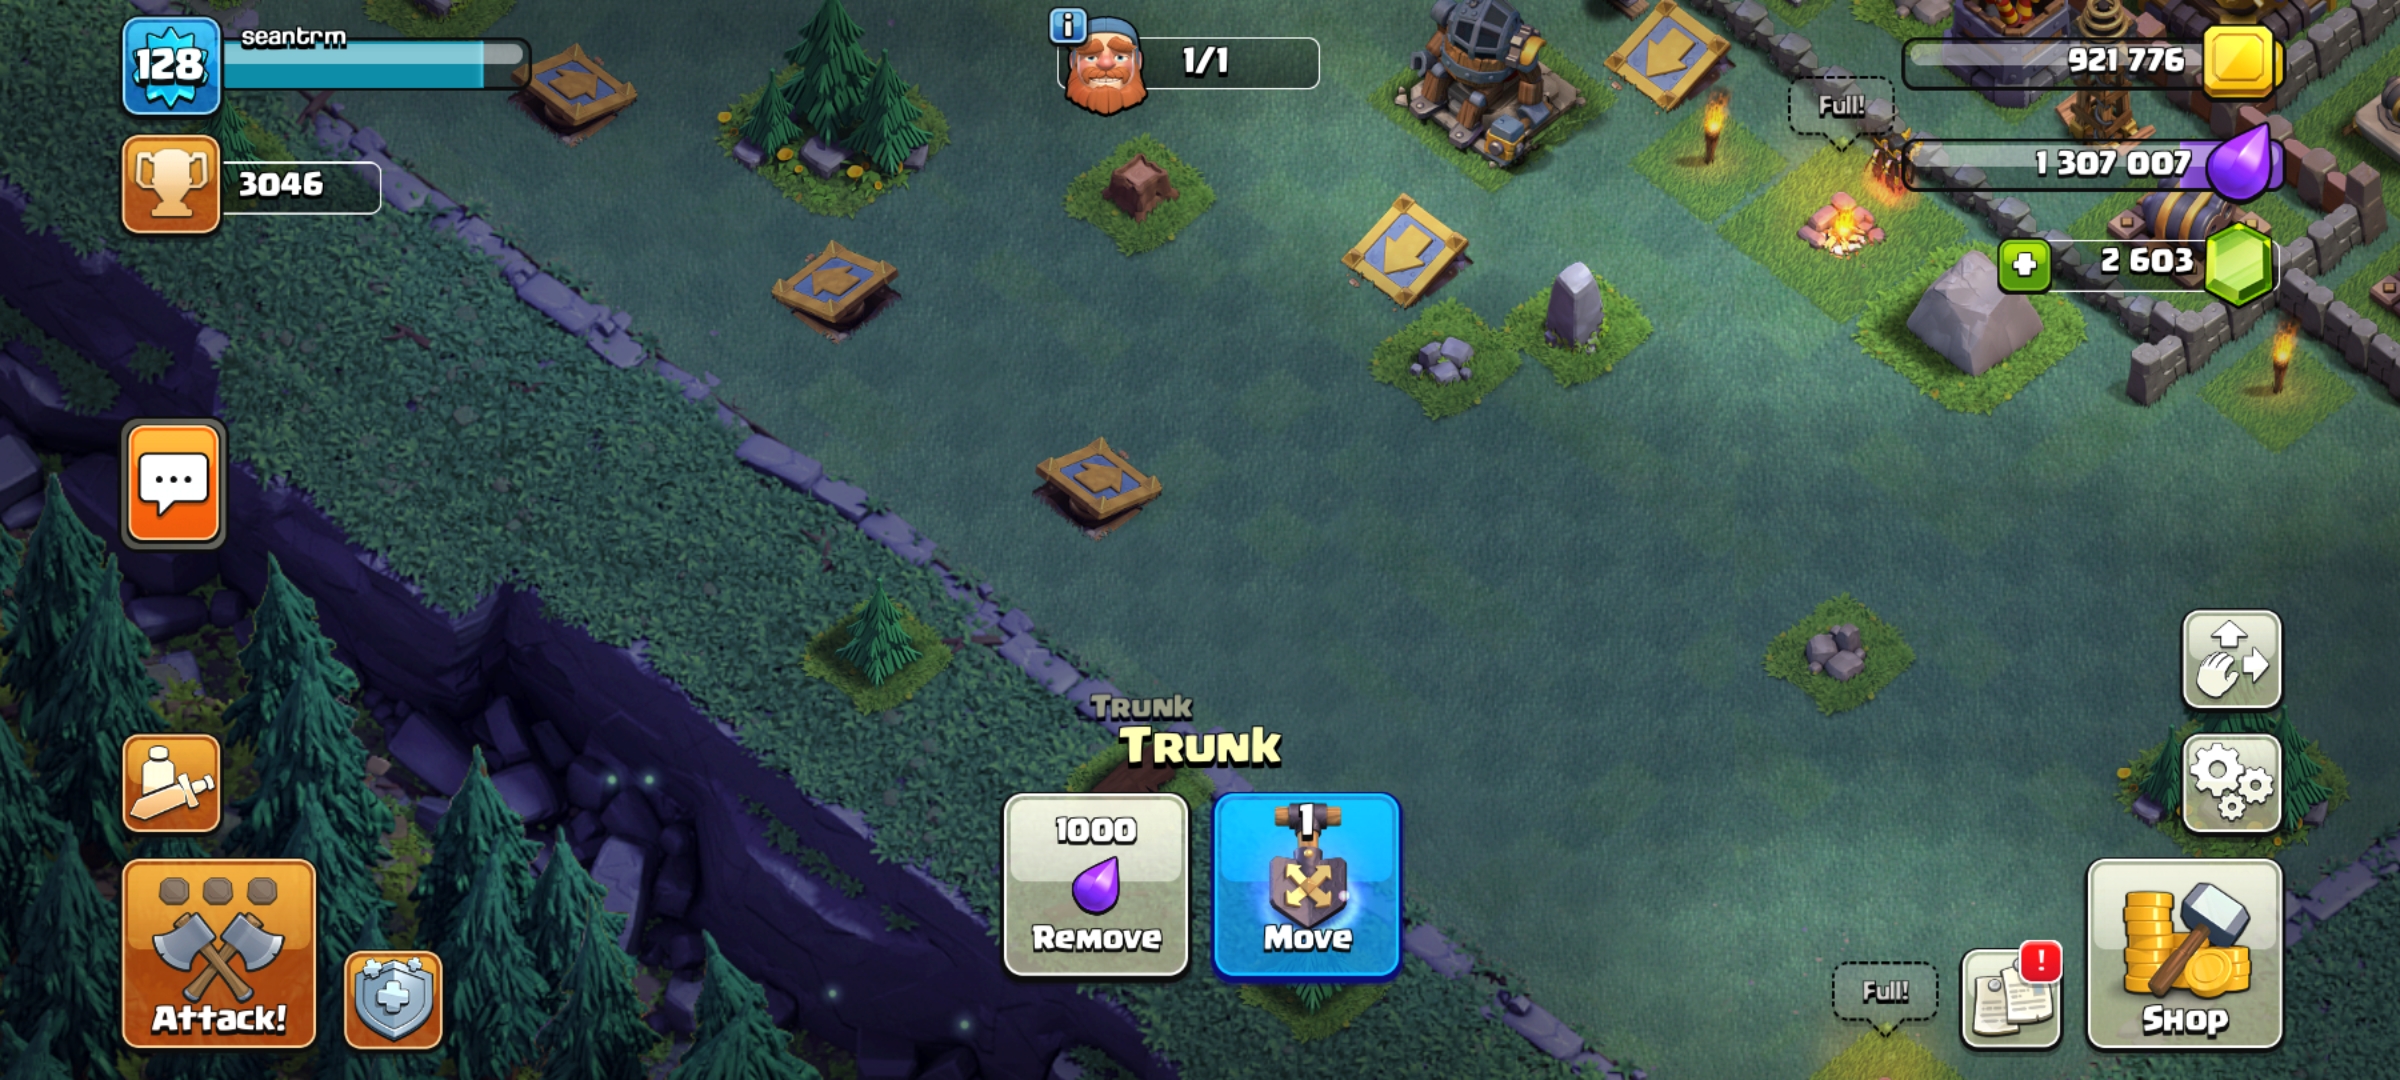 128
seantrm
1/1
921 776
Full!
1 307 007
3046
2 603
Trunk
Trunk
1000
Remove
1
Move
Attack!
Full!
!
Shop